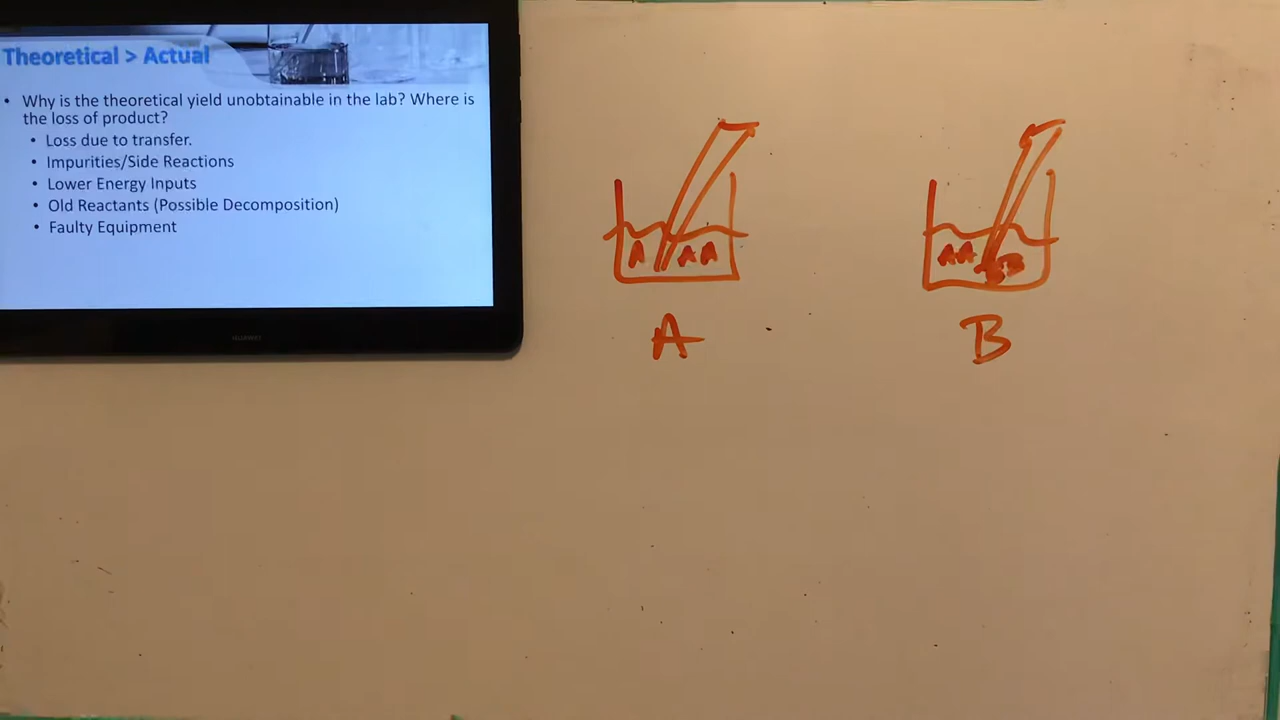 Theoretical > Actual
• Why is the theoretical yield unobtainable in the lab? Where is
the loss of product?
• Loss due to transfer.
• Impurities/Side Reactions
• Lower Energy Inputs
• Old Reactants (Possible Decomposition)
• Faulty Equipment
A AA
A
AA
B